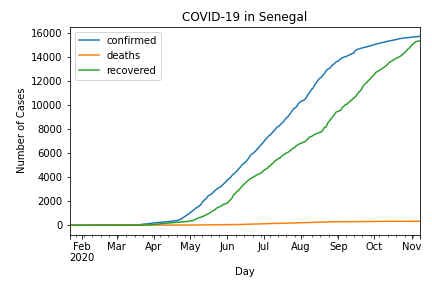 COVID-19 in Senegal
confirmed
deaths
recovered
Number of Cases
16000
14000
12000
10000
8000
6000
4000
2000
0
Feb Mar Apr May Jun Jul Aug Sep Oct Nov
2020
Day